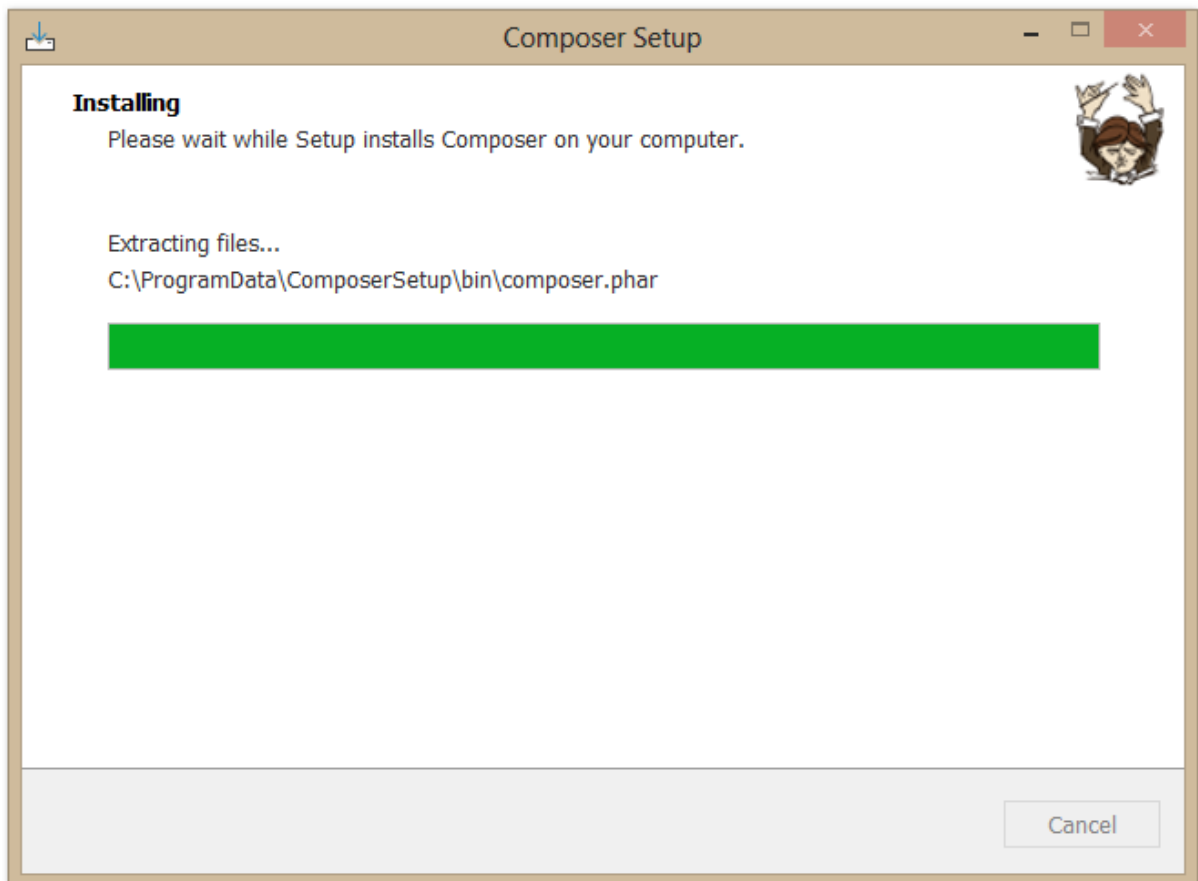 Composer Setup
Installing
Please wait while Setup installs Composer on your computer.
Extracting files...
C:\ProgramData\ComposerSetup\bin\composer.phar
Cancel